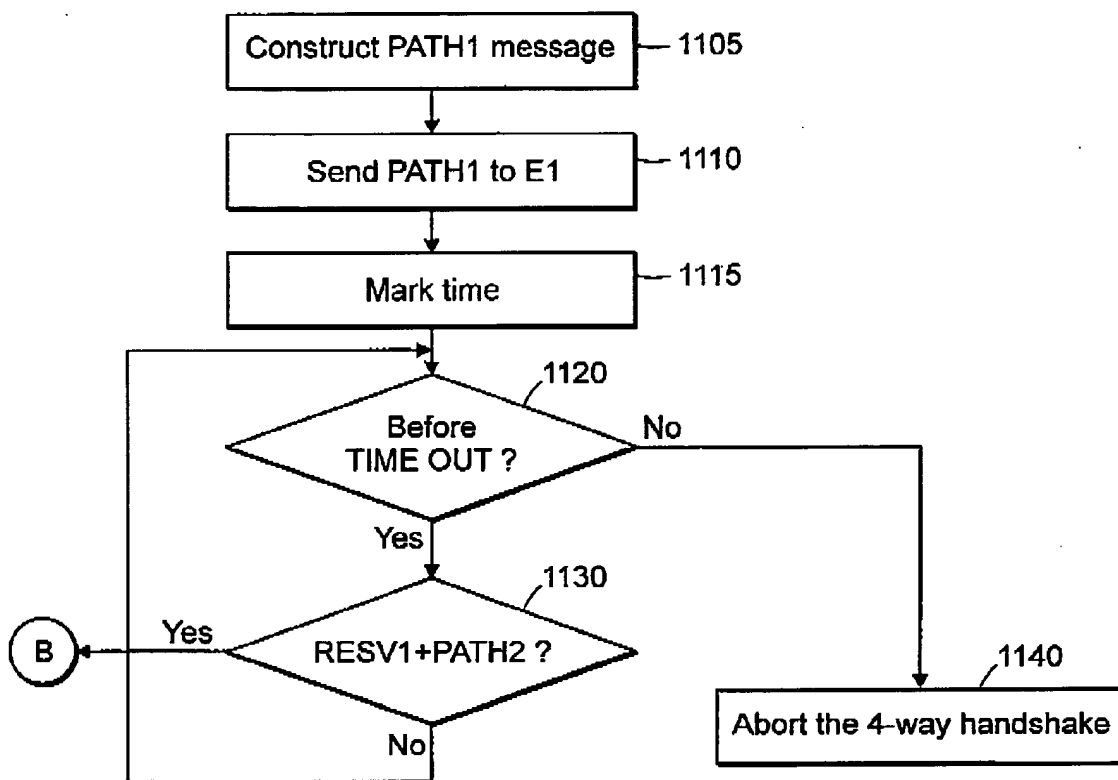 Construct PATH1 message
1105
Send PATH1 to E1
1110
Mark time
1115
1120
Before
TIME OUT ?
No
Yes
1130
RESV1+PATH2 ?
Yes
B
No
1140
Abort the 4-way handshake